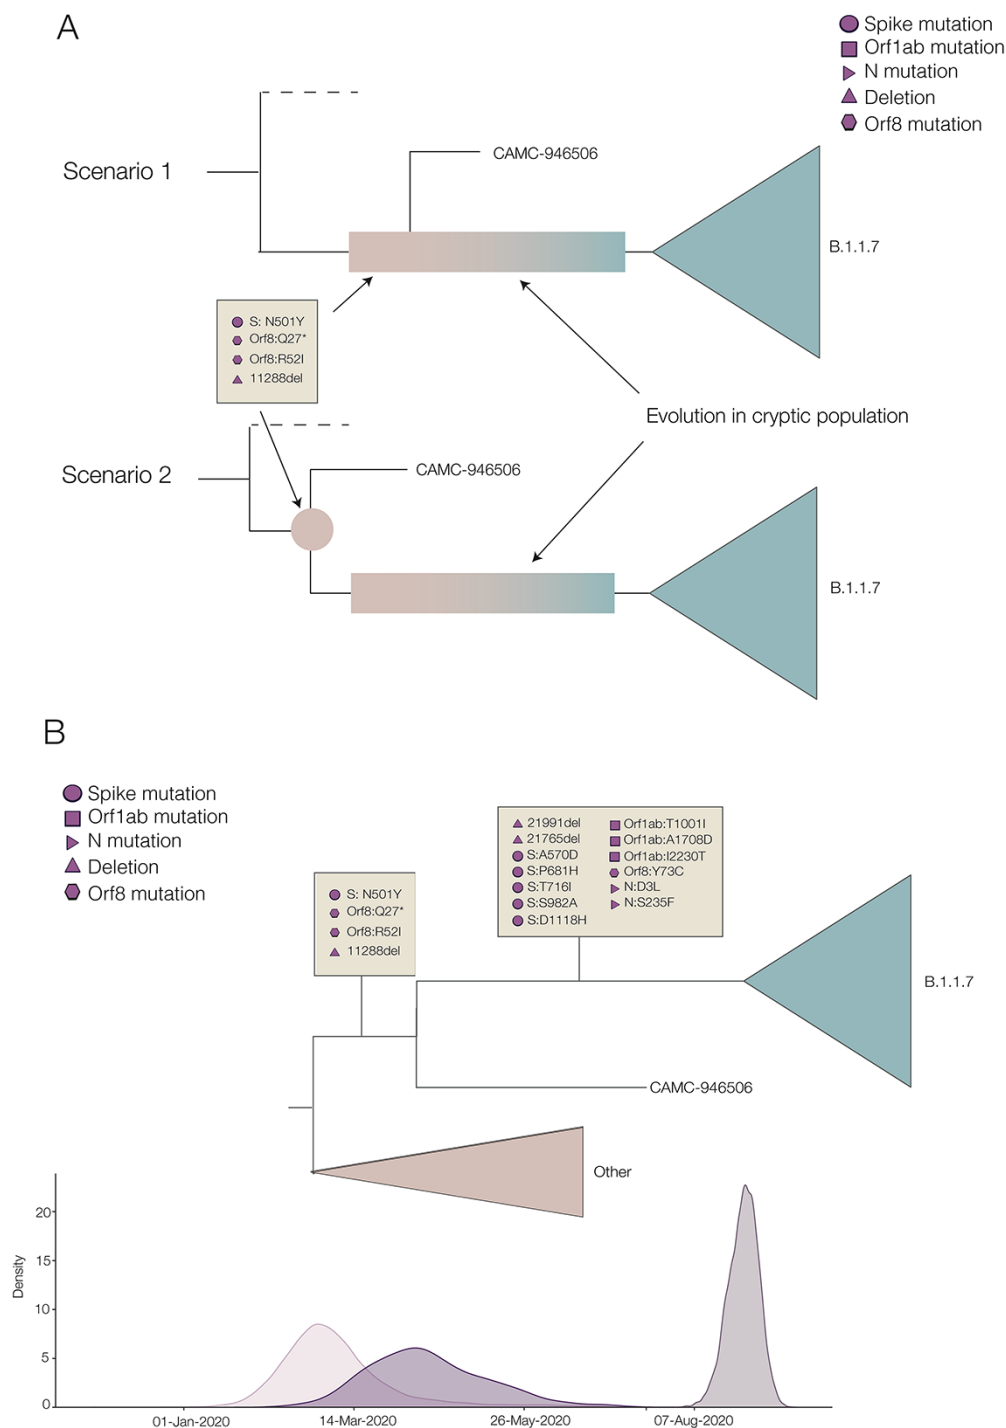 A
Spike mutation
Orf1ab mutation
N mutation
Deletion
Orf8 mutation
Scenario 1
CAMC-946506
B.1.1.7
S: N501Y
Orf8:Q27*
Orf8:R52I
11288del
Evolution in cryptic population
Scenario 2
CAMC-946506
B.1.1.7
B
Spike mutation
Orf1ab mutation
N mutation
Deletion
Orf8 mutation
S: N501Y
Orf8:Q27*
Orf8:R52I
11288del
21991del
21765del
S:A570D
S:P681H
S:T716I
S:S982A
S:D1118H
Orf1ab:T1001I
Orf1ab:A1708D
Orf1ab:I2230T
Orf8:Y73C
N:D3L
N:S235F
B.1.1.7
CAMC-946506
Other
Density
20
15
10
5
0
01-Jan-2020
14-Mar-2020
26-May-2020
07-Aug-2020